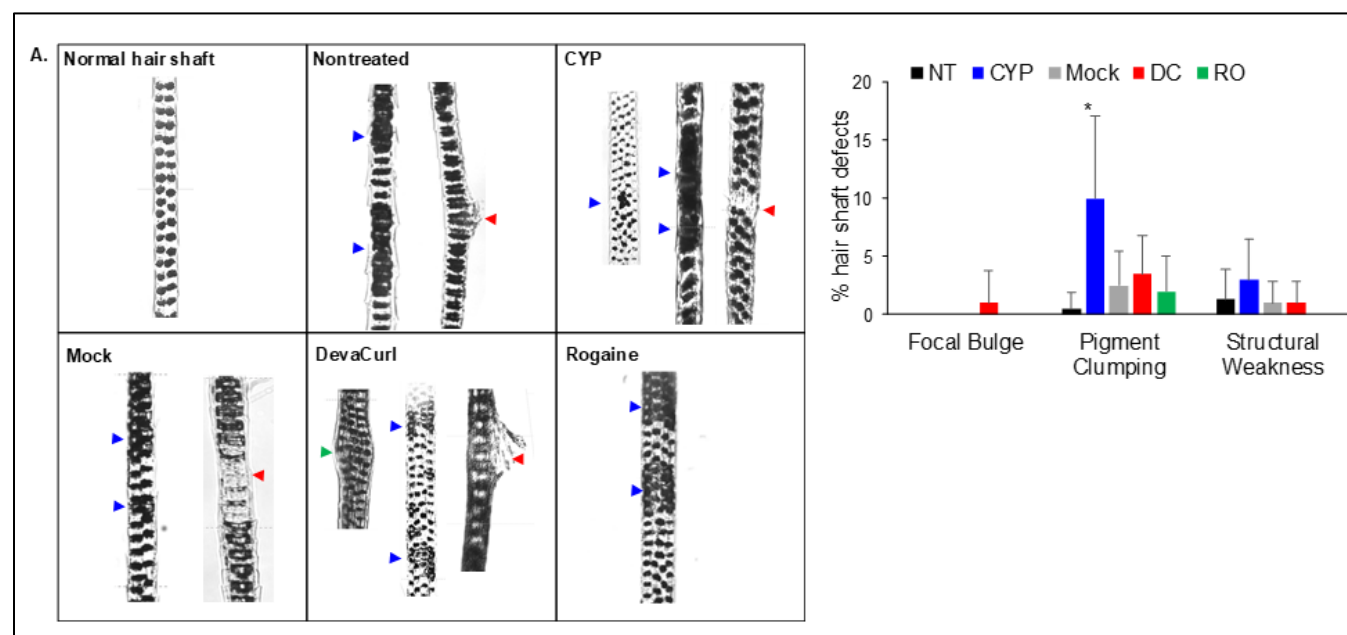 A.
Normal hair shaft
Nontreated
CYP
Mock
DevaCurl
Rogaine
NT CYP Mock DC RO
% hair shaft defects
20
15
10
5
0
*
Focal Bulge
Pigment
Clumping
Structural
Weakness